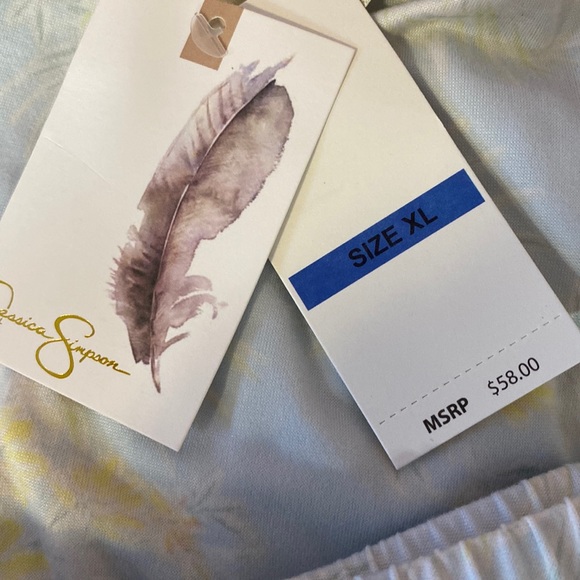 Jessica Simpson
SIZE XL
MSRP $58.00